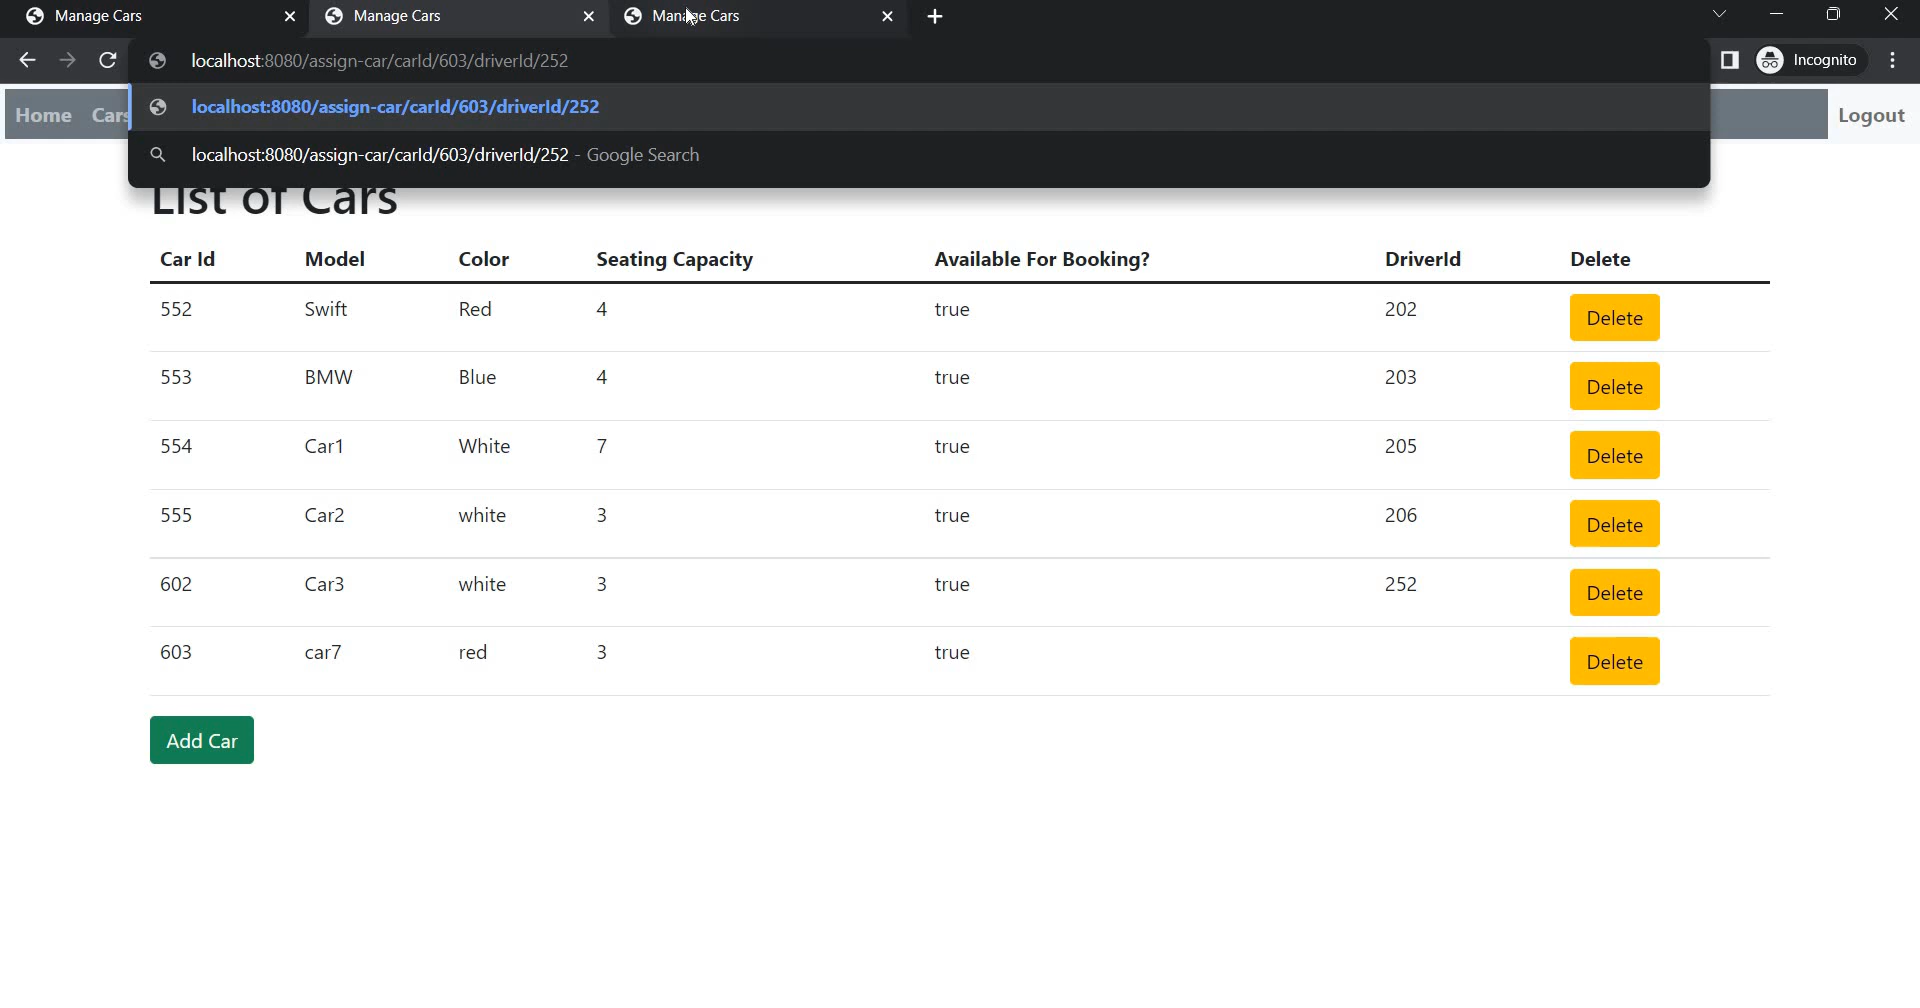 Manage Cars Manage Cars Manage Cars
localhost:8080/assign-car/carId/603/driverId/252 Incognito
localhost:8080/assign-car/carId/603/driverId/252
localhost:8080/assign-car/carId/603/driverId/252 - Google Search
Home Cars Logout
List of Cars
Car Id Model Color Seating Capacity Available For Booking? DriverId Delete
552 Swift Red 4 true 202 Delete
553 BMW Blue 4 true 203 Delete
554 Car1 White 7 true 205 Delete
555 Car2 white 3 true 206 Delete
602 Car3 white 3 true 252 Delete
603 car7 red 3 true Delete
Add Car